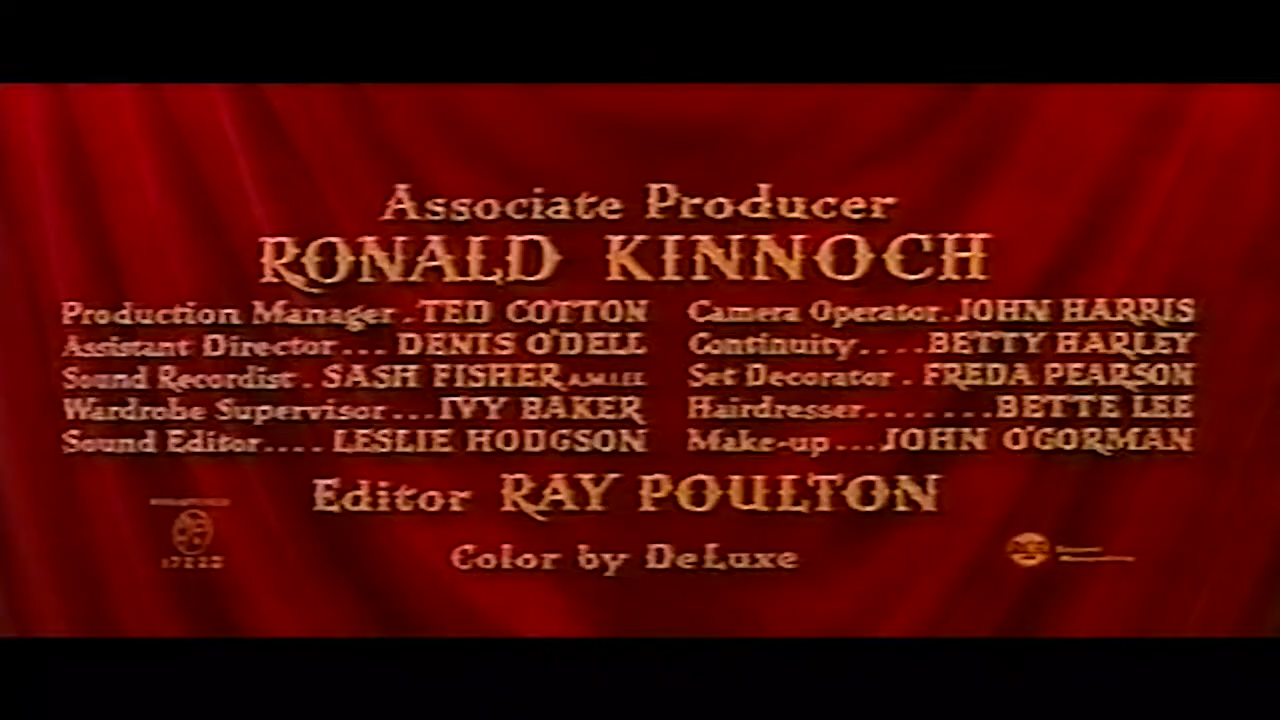 Associate Producer
RONALD KINNOCH
Production Manager . TED COTTON
Assistant Director . . . DENIS O'DELL
Sound Recordist . SASH FISHER
Wardrobe Supervisor . . . IVY BAKER
Sound Editor . . . . LESLIE HODGSON
Camera Operator . JOHN HARRIS
Continuity . . . . BETTY HARLEY
Set Decorator . FREDA PEARSON
Hairdresser . . . . . . . BETTE LEE
Make-up . . . JOHN O'GORMAN
Editor RAY POULTON
Color by DeLuxe